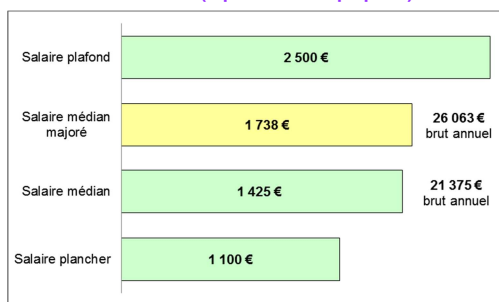 Salaire plafond
2 500 €
Salaire médian
majoré
1 738 €
26 063 €
brut annuel
Salaire médian
1 425 €
21 375 €
brut annuel
Salaire plancher
1 100 €